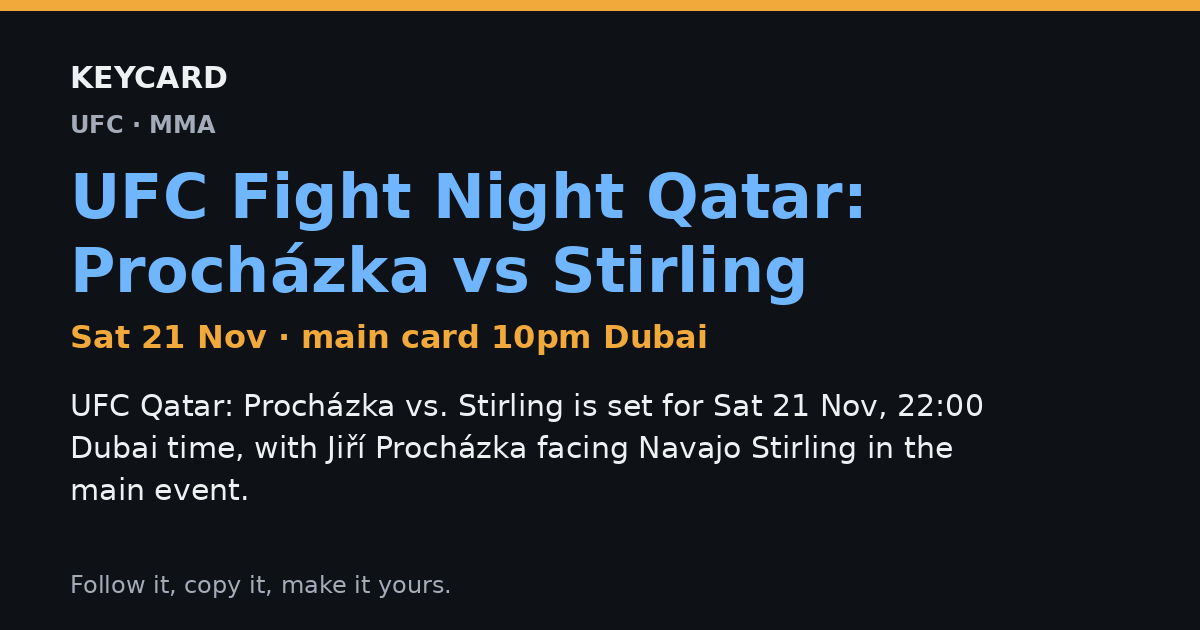 KEYCARD
UFC · MMA
UFC Fight Night Qatar:
Procházka vs Stirling
Sat 21 Nov · main card 10pm Dubai
UFC Qatar: Procházka vs. Stirling is set for Sat 21 Nov, 22:00
Dubai time, with Jiří Procházka facing Navajo Stirling in the
main event.
Follow it, copy it, make it yours.